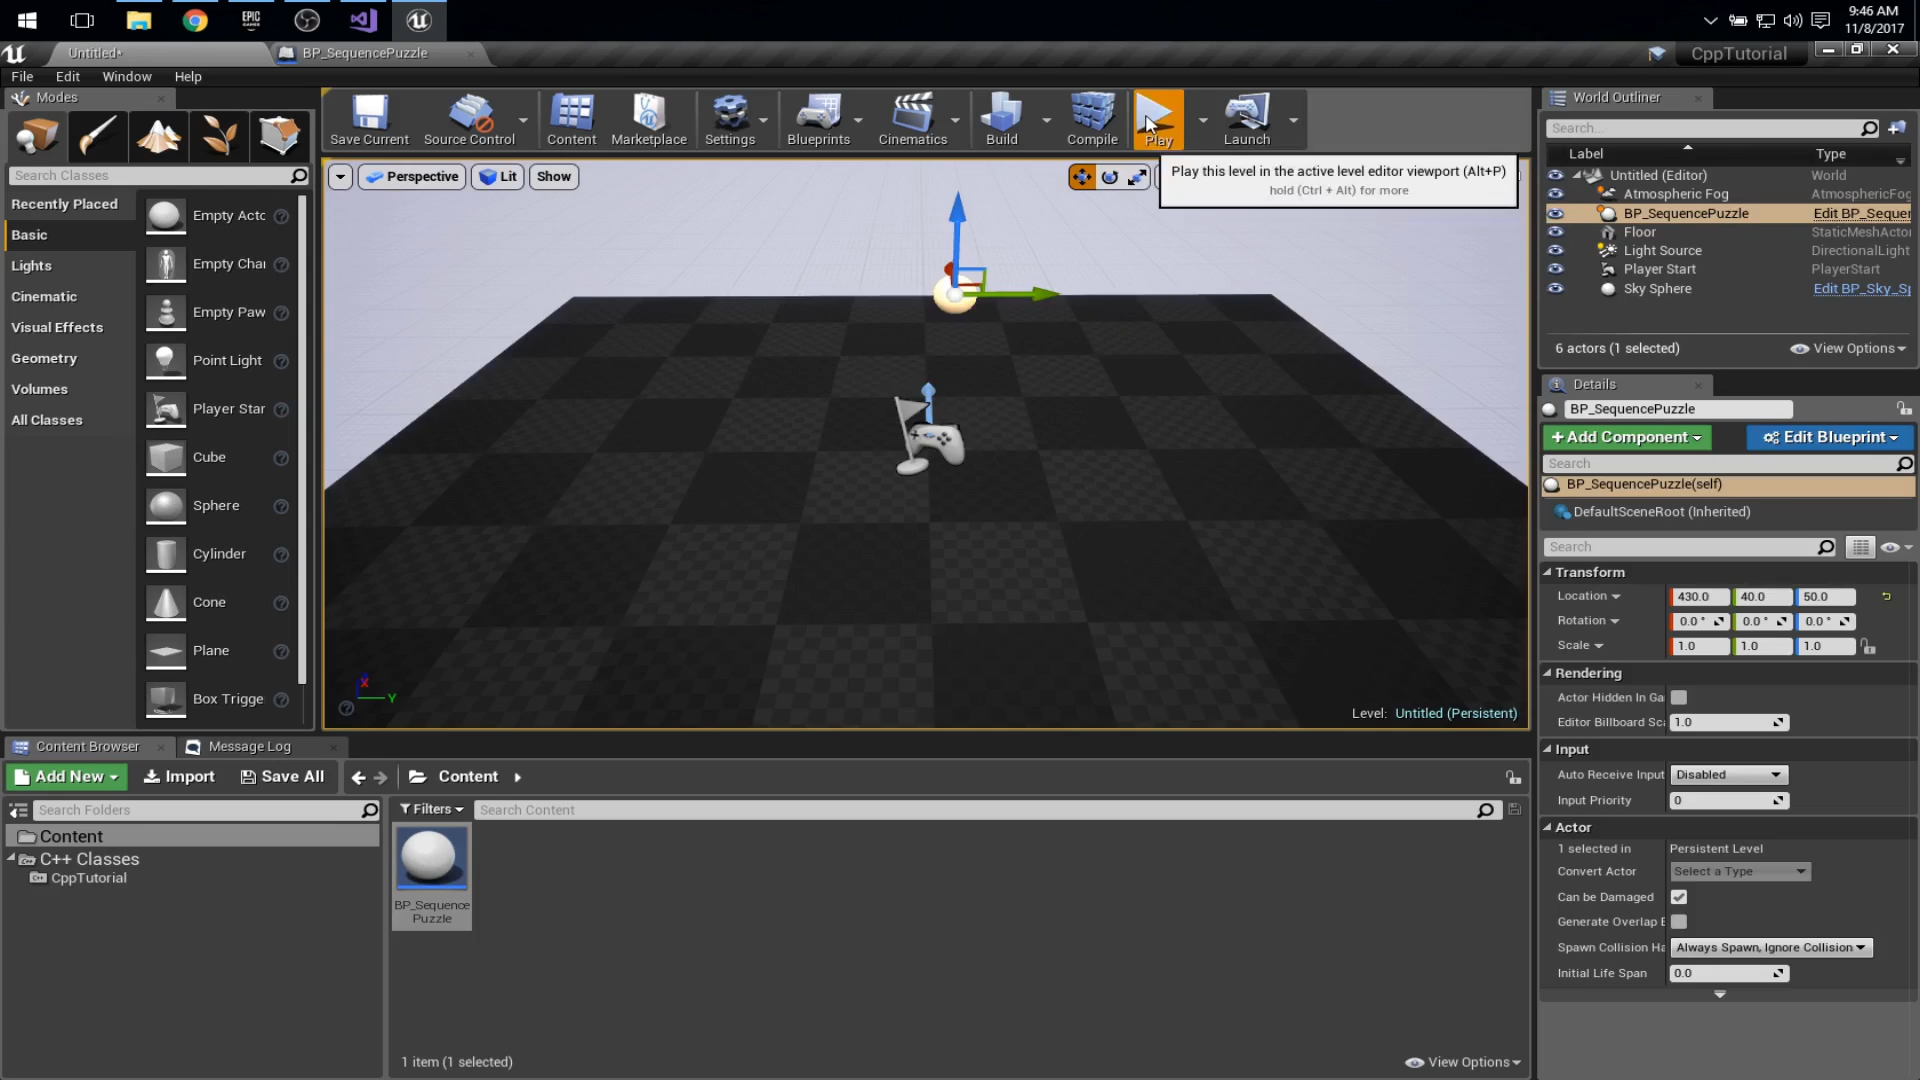 9:46 AM
11/8/2017
EPIC
GAMES
Untitled*
BP_SequencePuzzle
CppTutorial
File
Edit
Window
Help
Modes
Search Classes
Recently Placed
Basic
Lights
Cinematic
Visual Effects
Geometry
Volumes
All Classes
Empty Actc
Empty Cha
Empty Paw
Point Light
Player Star
Cube
Sphere
Cylinder
Cone
Plane
Box Trigge
Save Current
Source Control
Content
Marketplace
Settings
Blueprints
Cinematics
Build
Compile
Play
Launch
Perspective
Lit
Show
Play this level in the active level editor viewport (Alt+P)
hold (Ctrl + Alt) for more
X
Y
Level: Untitled (Persistent)
World Outliner
Search...
Label
Type
Untitled (Editor)
World
Atmospheric Fog
AtmosphericFog
BP_SequencePuzzle
Edit BP_Sequer
Floor
StaticMeshActor
Light Source
DirectionalLight
Player Start
PlayerStart
Sky Sphere
Edit BP_Sky_Sp
6 actors (1 selected)
View Options
Details
BP_SequencePuzzle
+Add Component
Edit Blueprint
Search
BP_SequencePuzzle(self)
DefaultSceneRoot (Inherited)
Search
Transform
Location
430.0
40.0
50.0
Rotation
0.0 °
0.0 °
0.0 °
Scale
1.0
1.0
1.0
Rendering
Actor Hidden In Ga
Editor Billboard Sca
1.0
Input
Auto Receive Input
Disabled
Input Priority
0
Actor
1 selected in
Persistent Level
Convert Actor
Select a Type
Can be Damaged
Generate Overlap E
Spawn Collision Ha
Always Spawn, Ignore Collision
Initial Life Span
0.0
Content Browser
Message Log
Add New
Import
Save All
Content
Search Folders
Content
C++ Classes
CppTutorial
Filters
Search Content
BP_Sequence
Puzzle
1 item (1 selected)
View Options